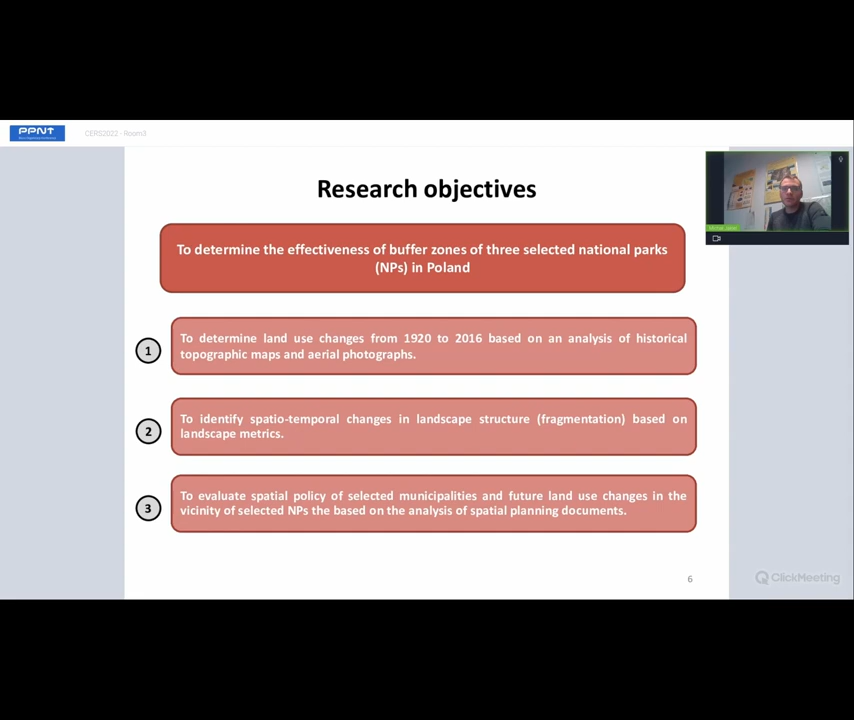 PPNT
CERS2022 - Room3
Research objectives
To determine the effectiveness of buffer zones of three selected national parks
(NPs) in Poland
1
To determine land use changes from 1920 to 2016 based on an analysis of historical
topographic maps and aerial photographs.
2
To identify spatio-temporal changes in landscape structure (fragmentation) based on
landscape metrics.
3
To evaluate spatial policy of selected municipalities and future land use changes in the
vicinity of selected NPs the based on the analysis of spatial planning documents.
6
ClickMeeting